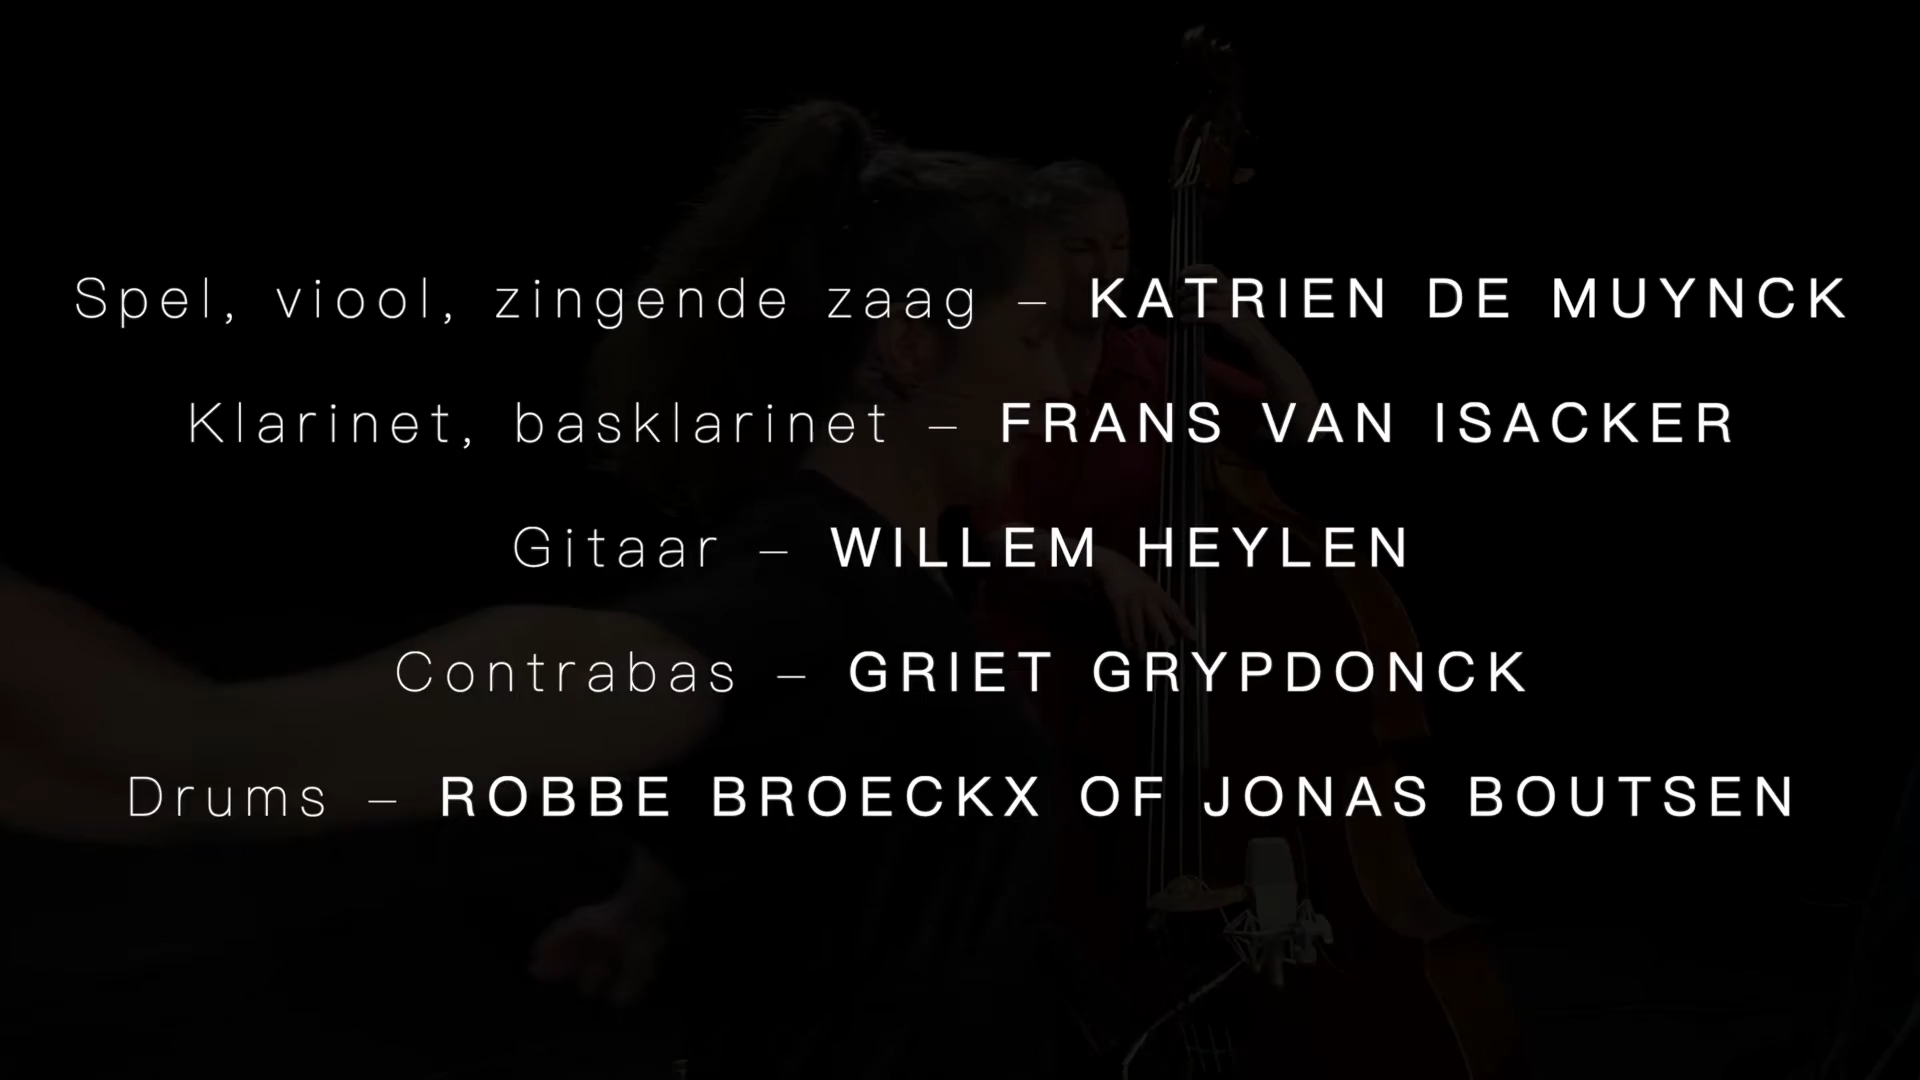 Spel, viool, zingende zaag – KATRIEN DE MUYNCK
Klarinet, basklarinet – FRANS VAN ISACKER
Gitaar – WILLEM HEYLEN
Contrabas – GRIET GRYPDONCK
Drums – ROBBE BROECKX OF JONAS BOUTSEN